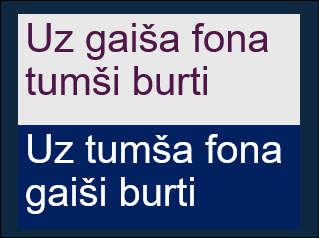 Uz gaiša fona
tumši burti
Uz tumša fona
gaiši burti